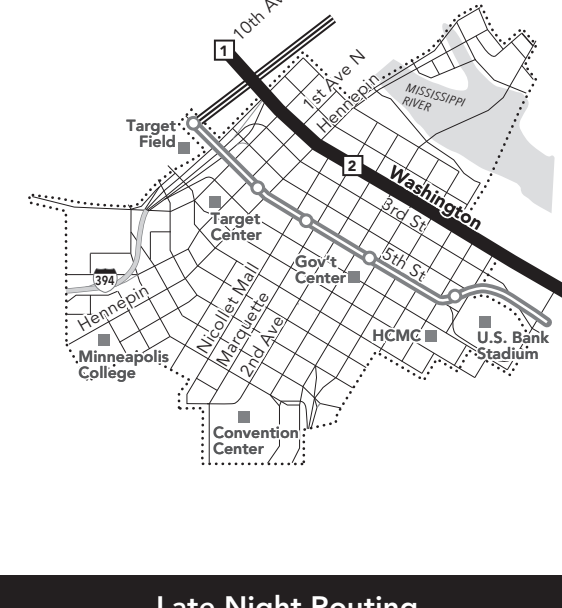 10th Av
1
1st Ave N
Hennepin
MISSISSIPPI
RIVER
Target
Field
2
Washington
3rd St
Target
Center
5th St
Gov't
Center
394
Hennepin
Nicollet Mall
Marquette
2nd Ave
HCMC
U.S. Bank
Stadium
Minneapolis
College
Convention
Center
Late Night Routing